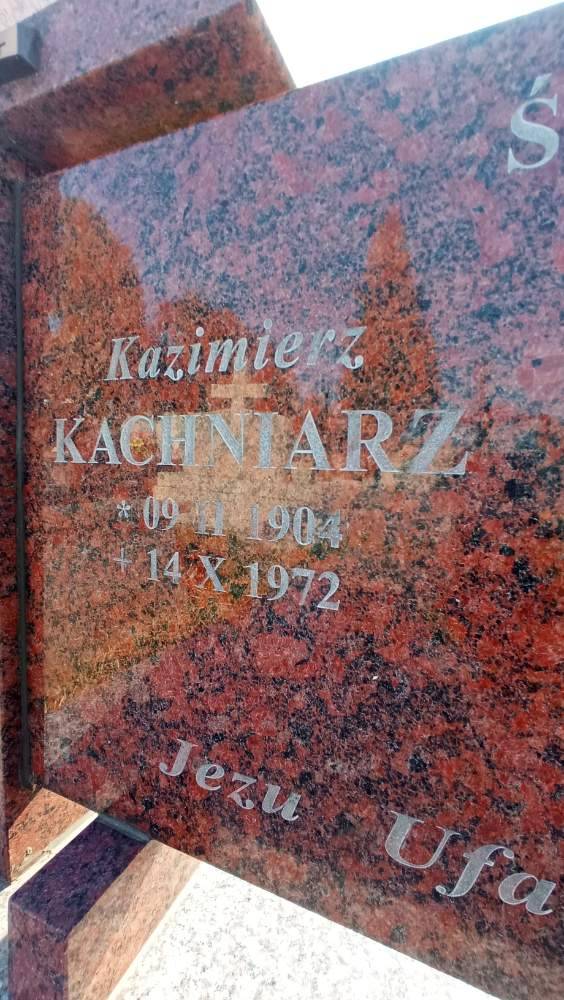 Ś
Kazimierz
KACHNIARZ
* 09 II 1904
+ 14 X 1972
Jezu Ufa